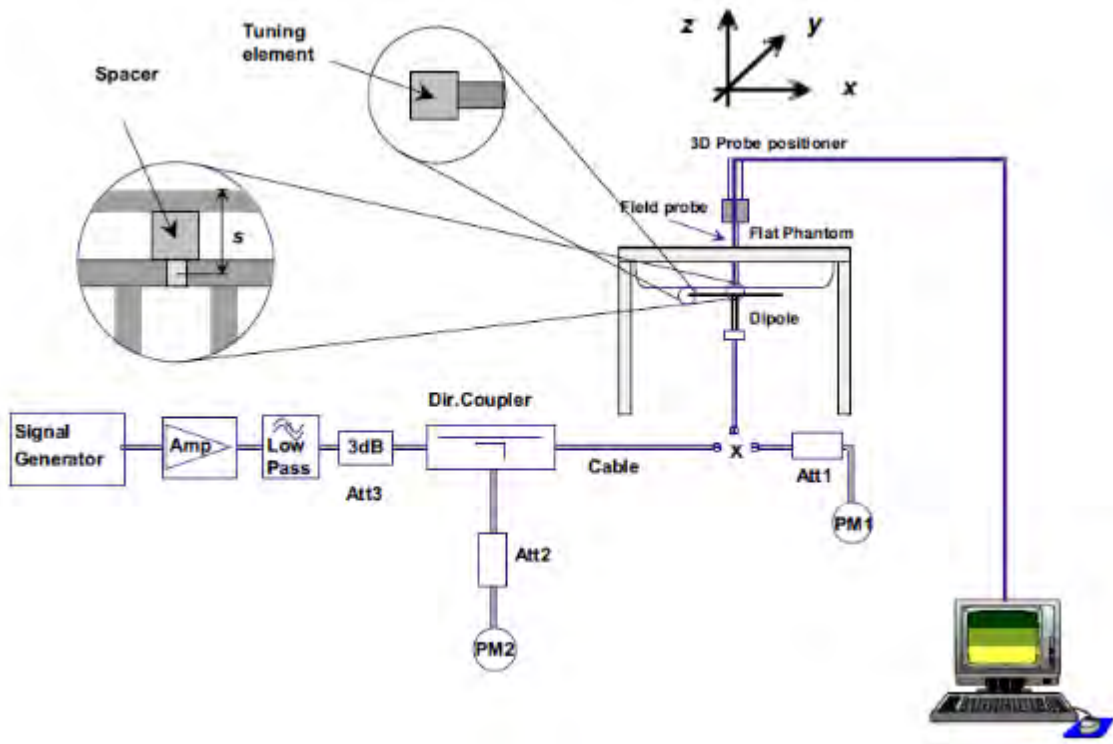 Tuning
element
Spacer
s
z
y
x
3D Probe positioner
Field probe
Flat Phantom
Dipole
Dir.Coupler
Signal
Generator
Amp
Low
Pass
3dB
Att3
Cable
X
Att1
PM1
Att2
PM2